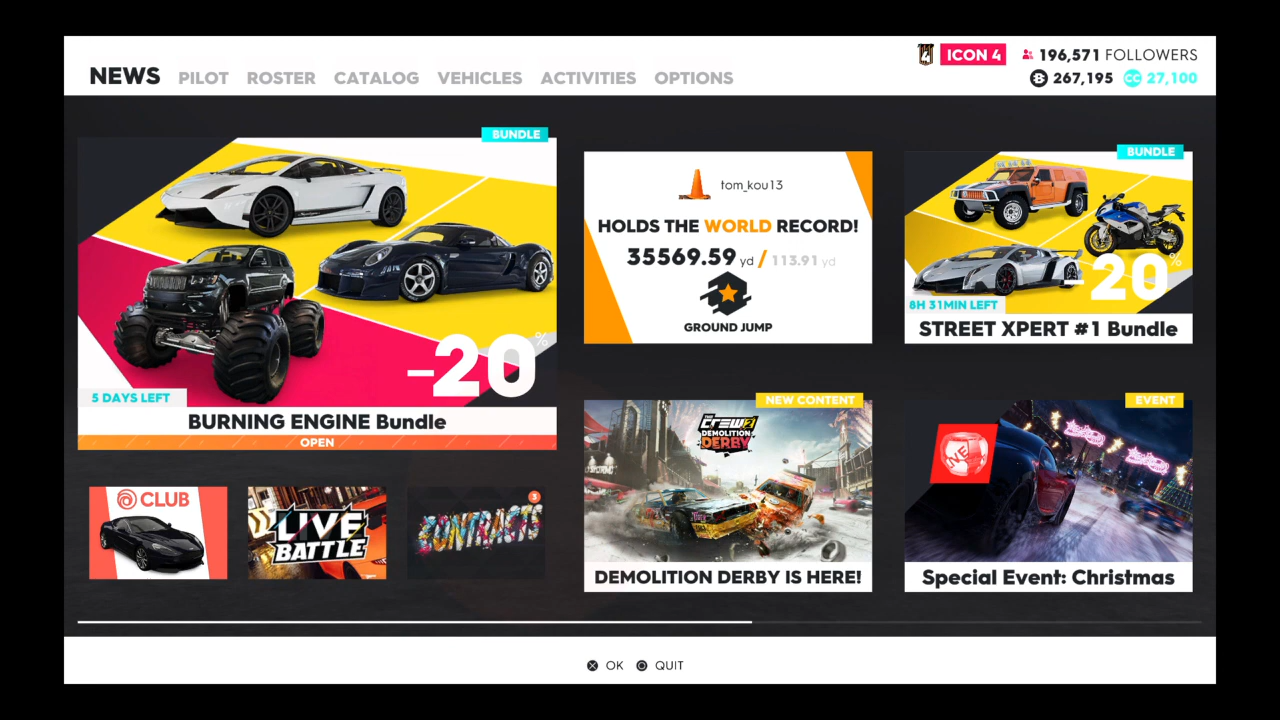 NEWS PILOT ROSTER CATALOG VEHICLES ACTIVITIES OPTIONS
4 ICON 4 196,571 FOLLOWERS
267,195 CC 27,100
BUNDLE
-20%
5 DAYS LEFT
BURNING ENGINE Bundle
OPEN
tom_kou13
HOLDS THE WORLD RECORD!
35569.59 yd / 113.91 yd
GROUND JUMP
BUNDLE
-20%
8H 31MIN LEFT
STREET XPERT #1 Bundle
CLUB
LIVE
BATTLE
3
CONTRACTS
NEW CONTENT
THE
CREW 2
DEMOLITION
DERBY
DEMOLITION DERBY IS HERE!
EVENT
LIVE
Special Event: Christmas
OK QUIT